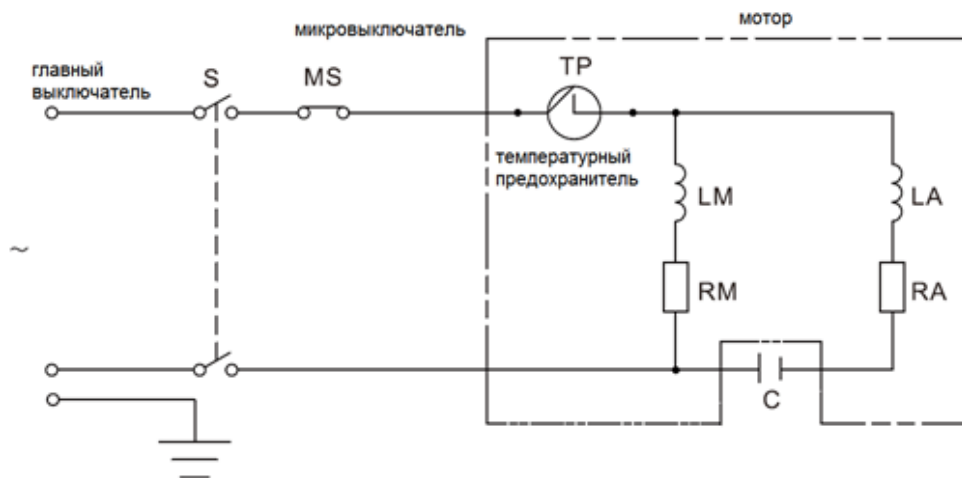 мотор
микровыключатель
главный
выключатель
S
MS
TP
температурный
предохранитель
LM
LA
~
RM
RA
C